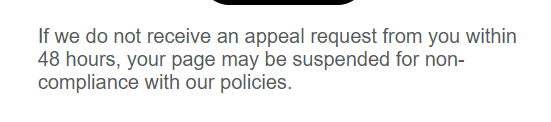 If we do not receive an appeal request from you within
48 hours, your page may be suspended for non-
compliance with our policies.